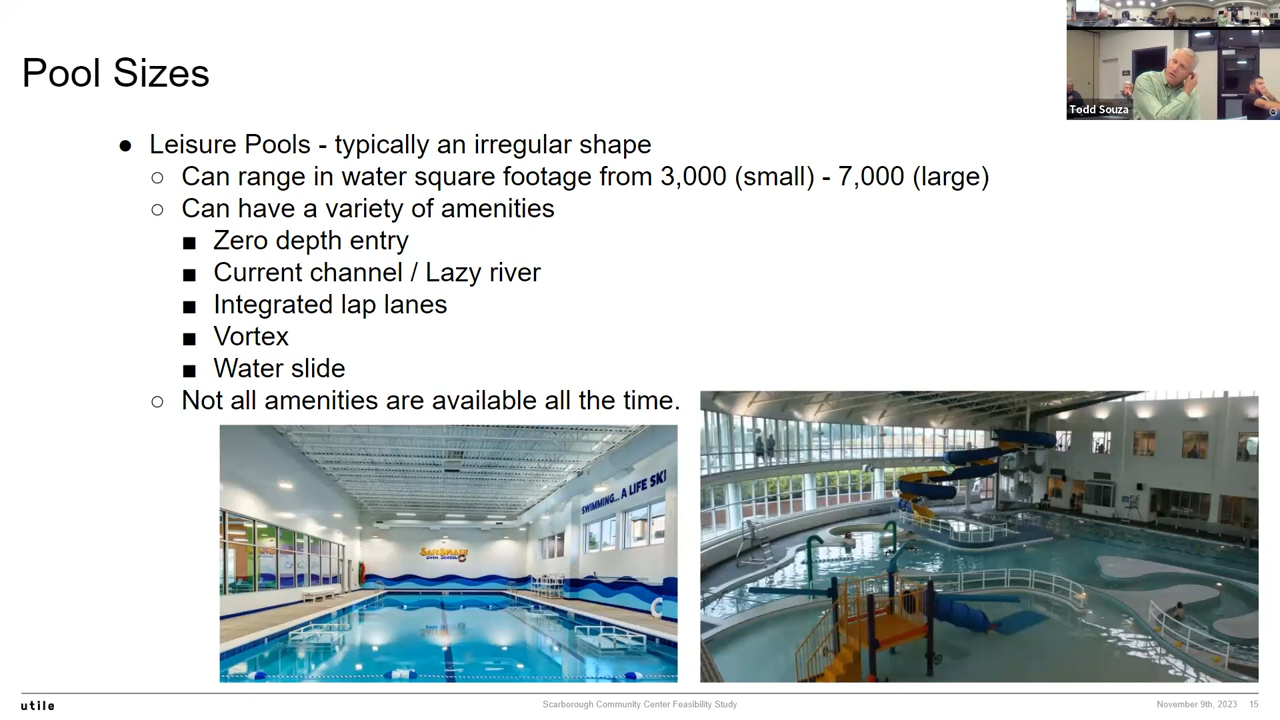 Pool Sizes
Todd Souza
● Leisure Pools - typically an irregular shape
○ Can range in water square footage from 3,000 (small) - 7,000 (large)
○ Can have a variety of amenities
■ Zero depth entry
■ Current channel / Lazy river
■ Integrated lap lanes
■ Vortex
■ Water slide
○ Not all amenities are available all the time.
SWIMMING... A LIFE SKI
SAFESPLASH
SWIM SCHOOL
utile
Scarborough Community Center Feasibility Study
November 9th, 2023 15